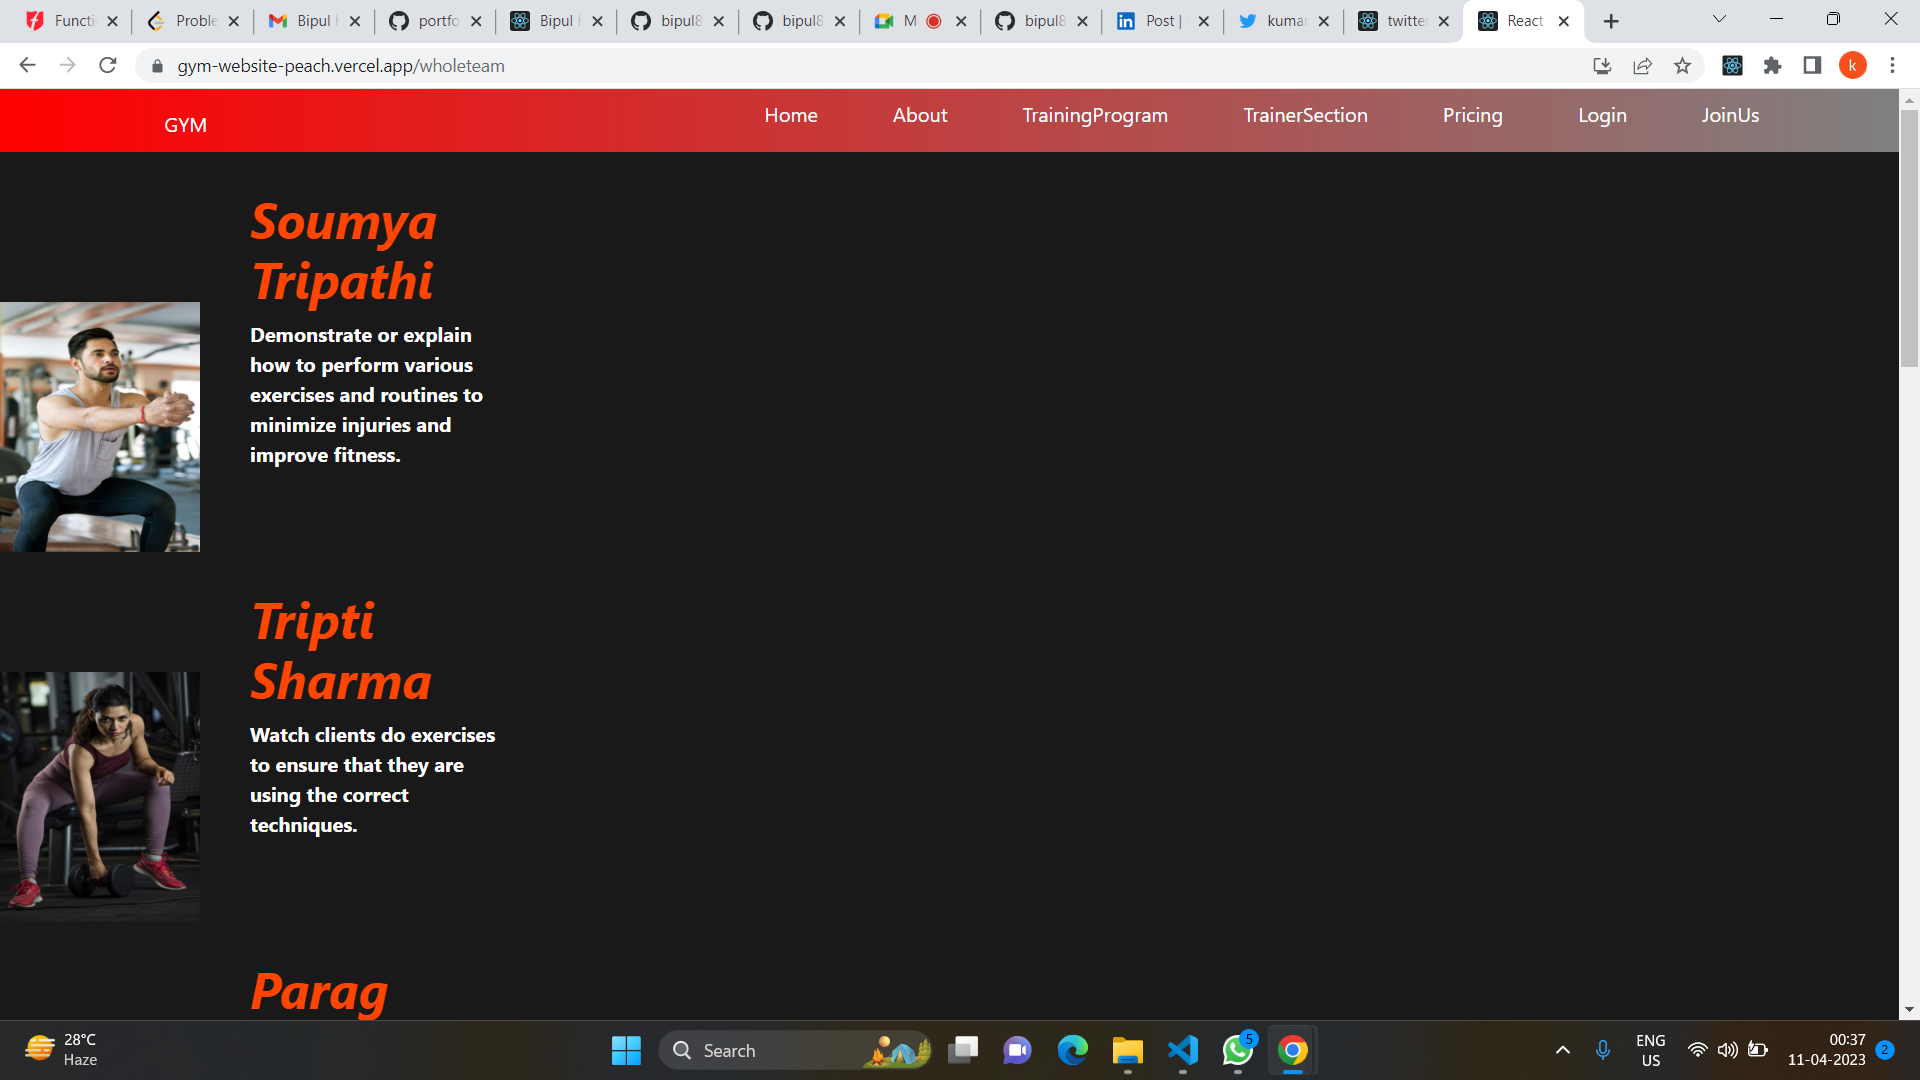 Functi
Proble
Bipul
portfo
Bipul
bipul8
bipul8
M
bipul8
Post |
kumar
twitte
React
gym-website-peach.vercel.app/wholeteam
k
GYM
Home
About
TrainingProgram
TrainerSection
Pricing
Login
JoinUs
Soumya
Tripathi
Demonstrate or explain
how to perform various
exercises and routines to
minimize injuries and
improve fitness.
Tripti
Sharma
Watch clients do exercises
to ensure that they are
using the correct
techniques.
Parag
28°C
Haze
Search
5
ENG
US
00:37
11-04-2023
2